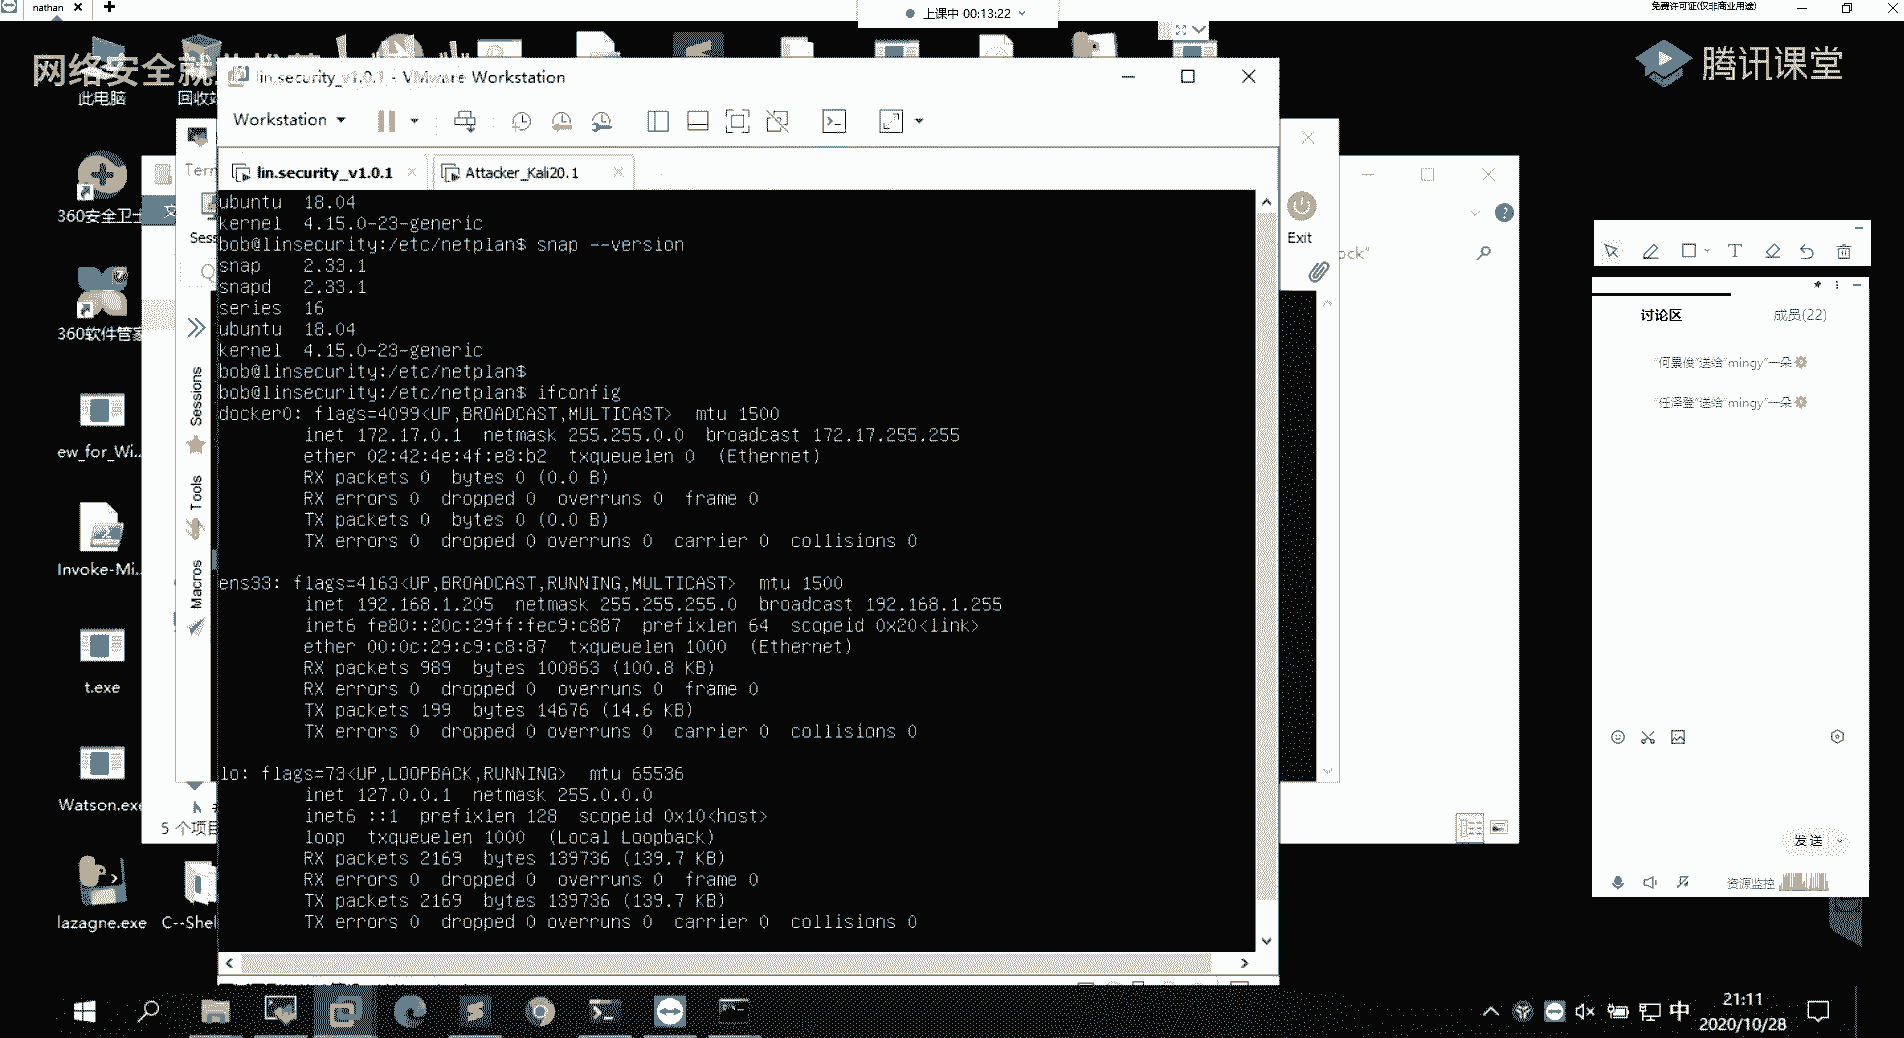 nathan
上课中 00:13:22
免费许可证(仅非商业用途)
网络安全就
腾讯课堂
此电脑
回收站
lin.security_v1.0.1 - VMware Workstation
Workstation
lin.security_v1.0.1
Attacker_Kali20.1
Term
Sess
Exit
ock"
360安全卫士
文
360软件管家
ew_for_Wi...
Invoke-Mi...
t.exe
Watson.exe
lazagne.exe
C--Shel
Sessions
Tools
Macros
5 个项目
ubuntu 18.04
kernel 4.15.0-23-generic
bob@linsecurity:/etc/netplan$ snap --version
snap 2.33.1
snapd 2.33.1
series 16
ubuntu 18.04
kernel 4.15.0-23-generic
bob@linsecurity:/etc/netplan$
bob@linsecurity:/etc/netplan$ ifconfig
docker0: flags=4099<UP,BROADCAST,MULTICAST> mtu 1500
inet 172.17.0.1 netmask 255.255.0.0 broadcast 172.17.255.255
ether 02:42:4e:4f:e8:b2 txqueuelen 0 (Ethernet)
RX packets 0 bytes 0 (0.0 B)
RX errors 0 dropped 0 overruns 0 frame 0
TX packets 0 bytes 0 (0.0 B)
TX errors 0 dropped 0 overruns 0 carrier 0 collisions 0
ens33: flags=4163<UP,BROADCAST,RUNNING,MULTICAST> mtu 1500
inet 192.168.1.205 netmask 255.255.255.0 broadcast 192.168.1.255
inet6 fe80::20c:29ff:fec9:c887 prefixlen 64 scopeid 0x20<link>
ether 00:0c:29:c9:c8:87 txqueuelen 1000 (Ethernet)
RX packets 989 bytes 100863 (100.8 KB)
RX errors 0 dropped 0 overruns 0 frame 0
TX packets 199 bytes 14676 (14.6 KB)
TX errors 0 dropped 0 overruns 0 carrier 0 collisions 0
lo: flags=73<UP,LOOPBACK,RUNNING> mtu 65536
inet 127.0.0.1 netmask 255.0.0.0
inet6 ::1 prefixlen 128 scopeid 0x10<host>
loop txqueuelen 1000 (Local Loopback)
RX packets 2169 bytes 139736 (139.7 KB)
RX errors 0 dropped 0 overruns 0 frame 0
TX packets 2169 bytes 139736 (139.7 KB)
TX errors 0 dropped 0 overruns 0 carrier 0 collisions 0
讨论区
成员(22)
"何景俊"送给"mingy"一朵
"任泽登"送给"mingy"一朵
发送
资源监控
中
21:11
2020/10/28